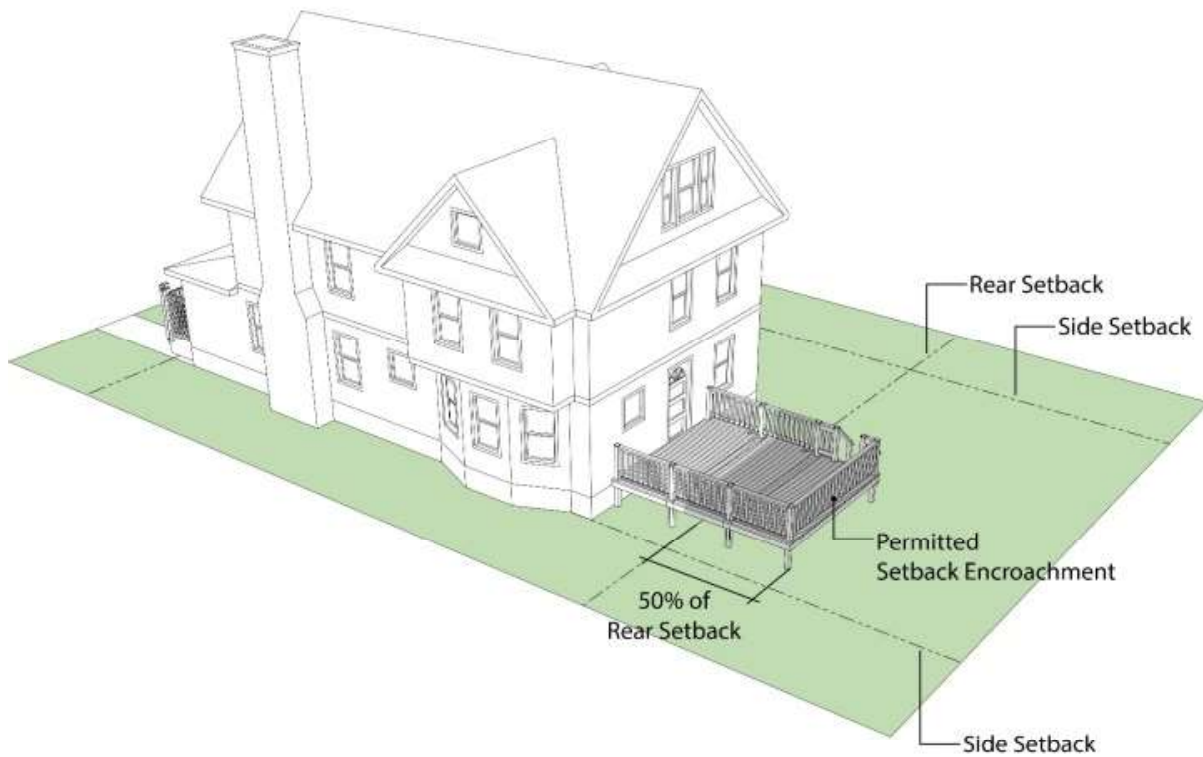 Rear Setback
Side Setback
Permitted
Setback Encroachment
50% of
Rear Setback
Side Setback